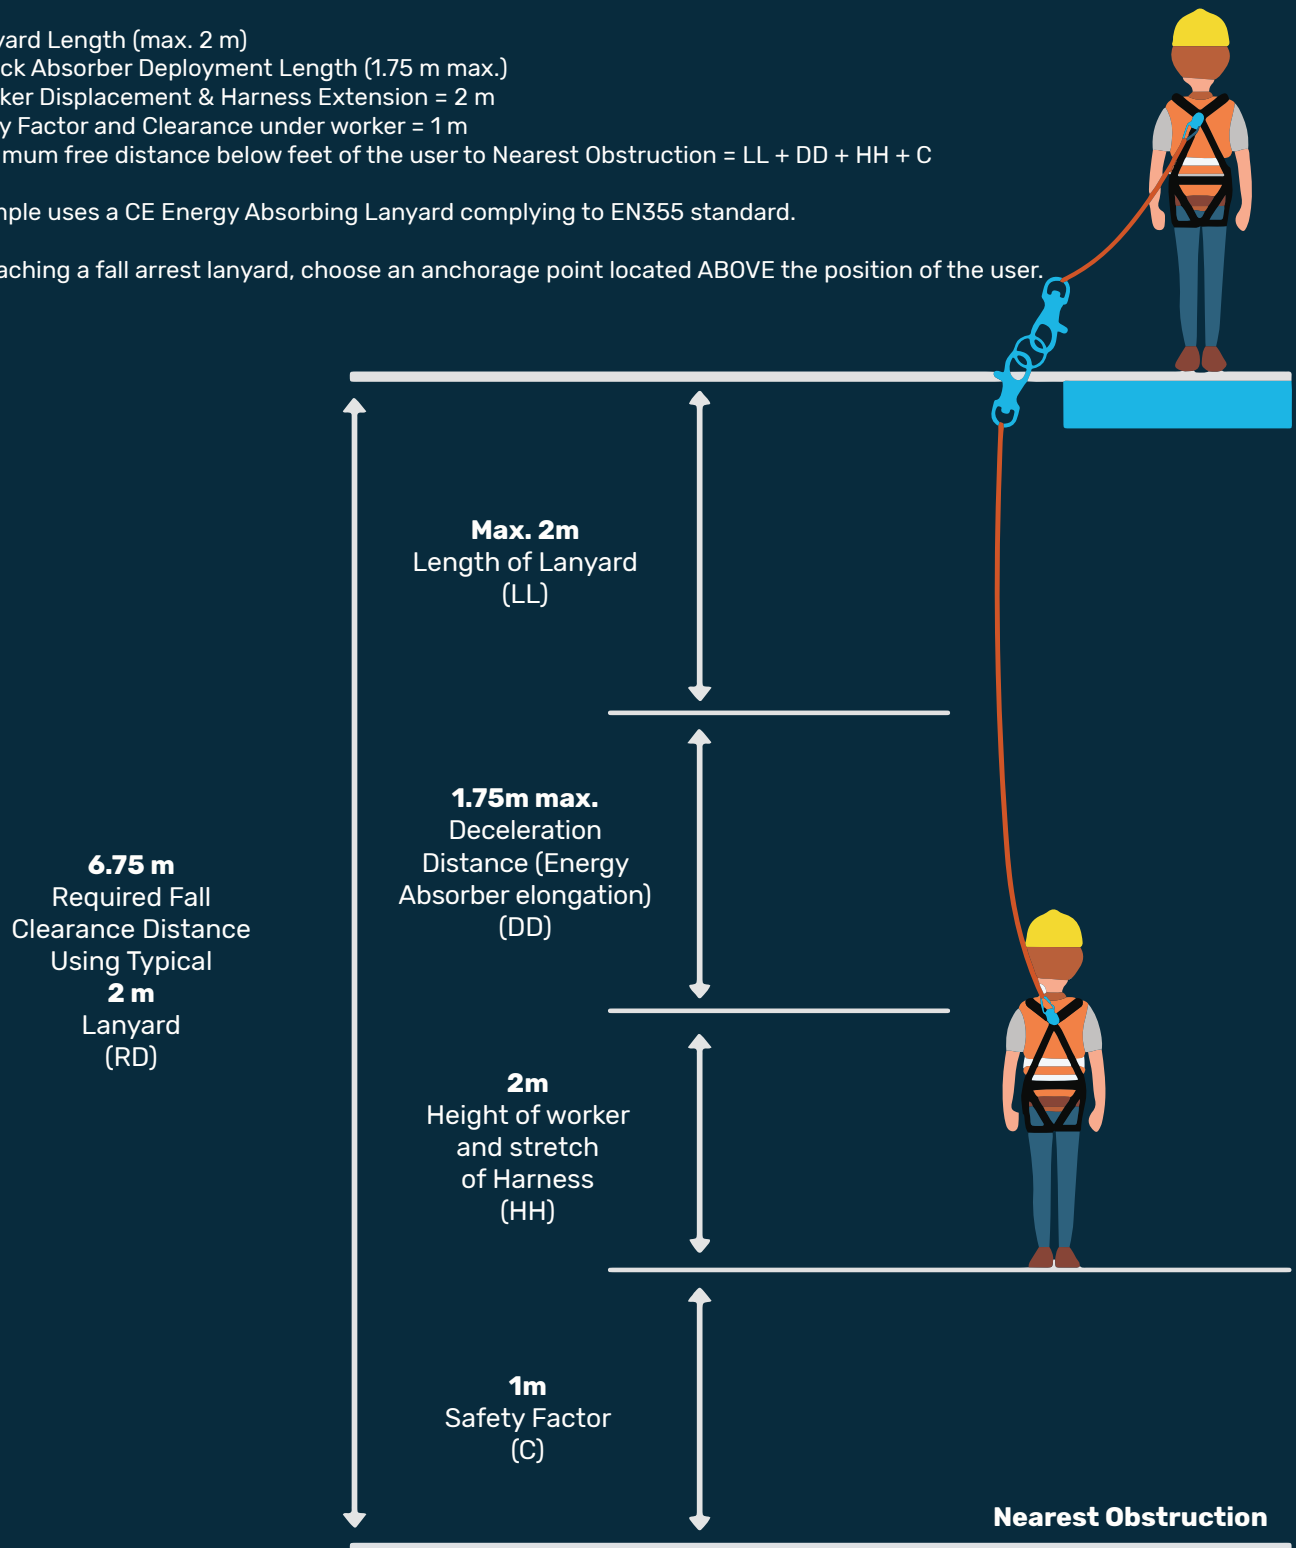 yard Length (max. 2 m)
ck Absorber Deployment Length (1.75 m max.)
ker Displacement & Harness Extension = 2 m
y Factor and Clearance under worker = 1 m
mum free distance below feet of the user to Nearest Obstruction = LL + DD + HH + C
mple uses a CE Energy Absorbing Lanyard complying to EN355 standard.
aching a fall arrest lanyard, choose an anchorage point located ABOVE the position of the user.
Max. 2m
Length of Lanyard
(LL)
1.75m max.
Deceleration
Distance (Energy
Absorber elongation)
(DD)
6.75 m
Required Fall
Clearance Distance
Using Typical
2 m
Lanyard
(RD)
2m
Height of worker
and stretch
of Harness
(HH)
1m
Safety Factor
(C)
Nearest Obstruction